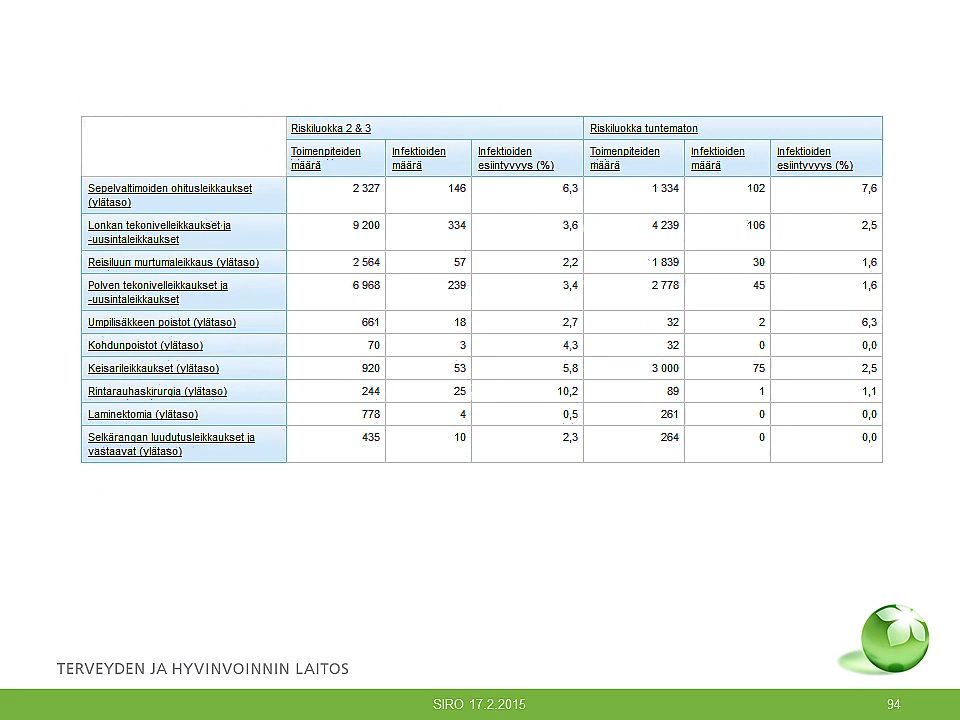 Riskiluokka 2 & 3 Riskiluokka tuntematon
Toimenpiteiden määrä Infektioiden määrä Infektioiden esiintyvyys (%) Toimenpiteiden määrä Infektioiden määrä Infektioiden esiintyvyys (%)
Sepelvaltimoiden ohitusleikkaukset (ylätaso) 2 327 146 6,3 1 334 102 7,6
Lonkan tekonivelleikkaukset ja -uusintaleikkaukset 9 200 334 3,6 4 239 106 2,5
Reisiluun murtumaleikkaus (ylätaso) 2 564 57 2,2 1 839 30 1,6
Polven tekonivelleikkaukset ja -uusintaleikkaukset 6 968 239 3,4 2 778 45 1,6
Umpilisäkkeen poistot (ylätaso) 661 18 2,7 32 2 6,3
Kohdunpoistot (ylätaso) 70 3 4,3 32 0 0,0
Keisarileikkaukset (ylätaso) 920 53 5,8 3 000 75 2,5
Rintarauhaskirurgia (ylätaso) 244 25 10,2 89 1 1,1
Laminektomia (ylätaso) 778 4 0,5 261 0 0,0
Selkärangan luudutusleikkaukset ja vastaavat (ylätaso) 435 10 2,3 264 0 0,0
TERVEYDEN JA HYVINVOINNIN LAITOS
SIRO 17.2.2015 94